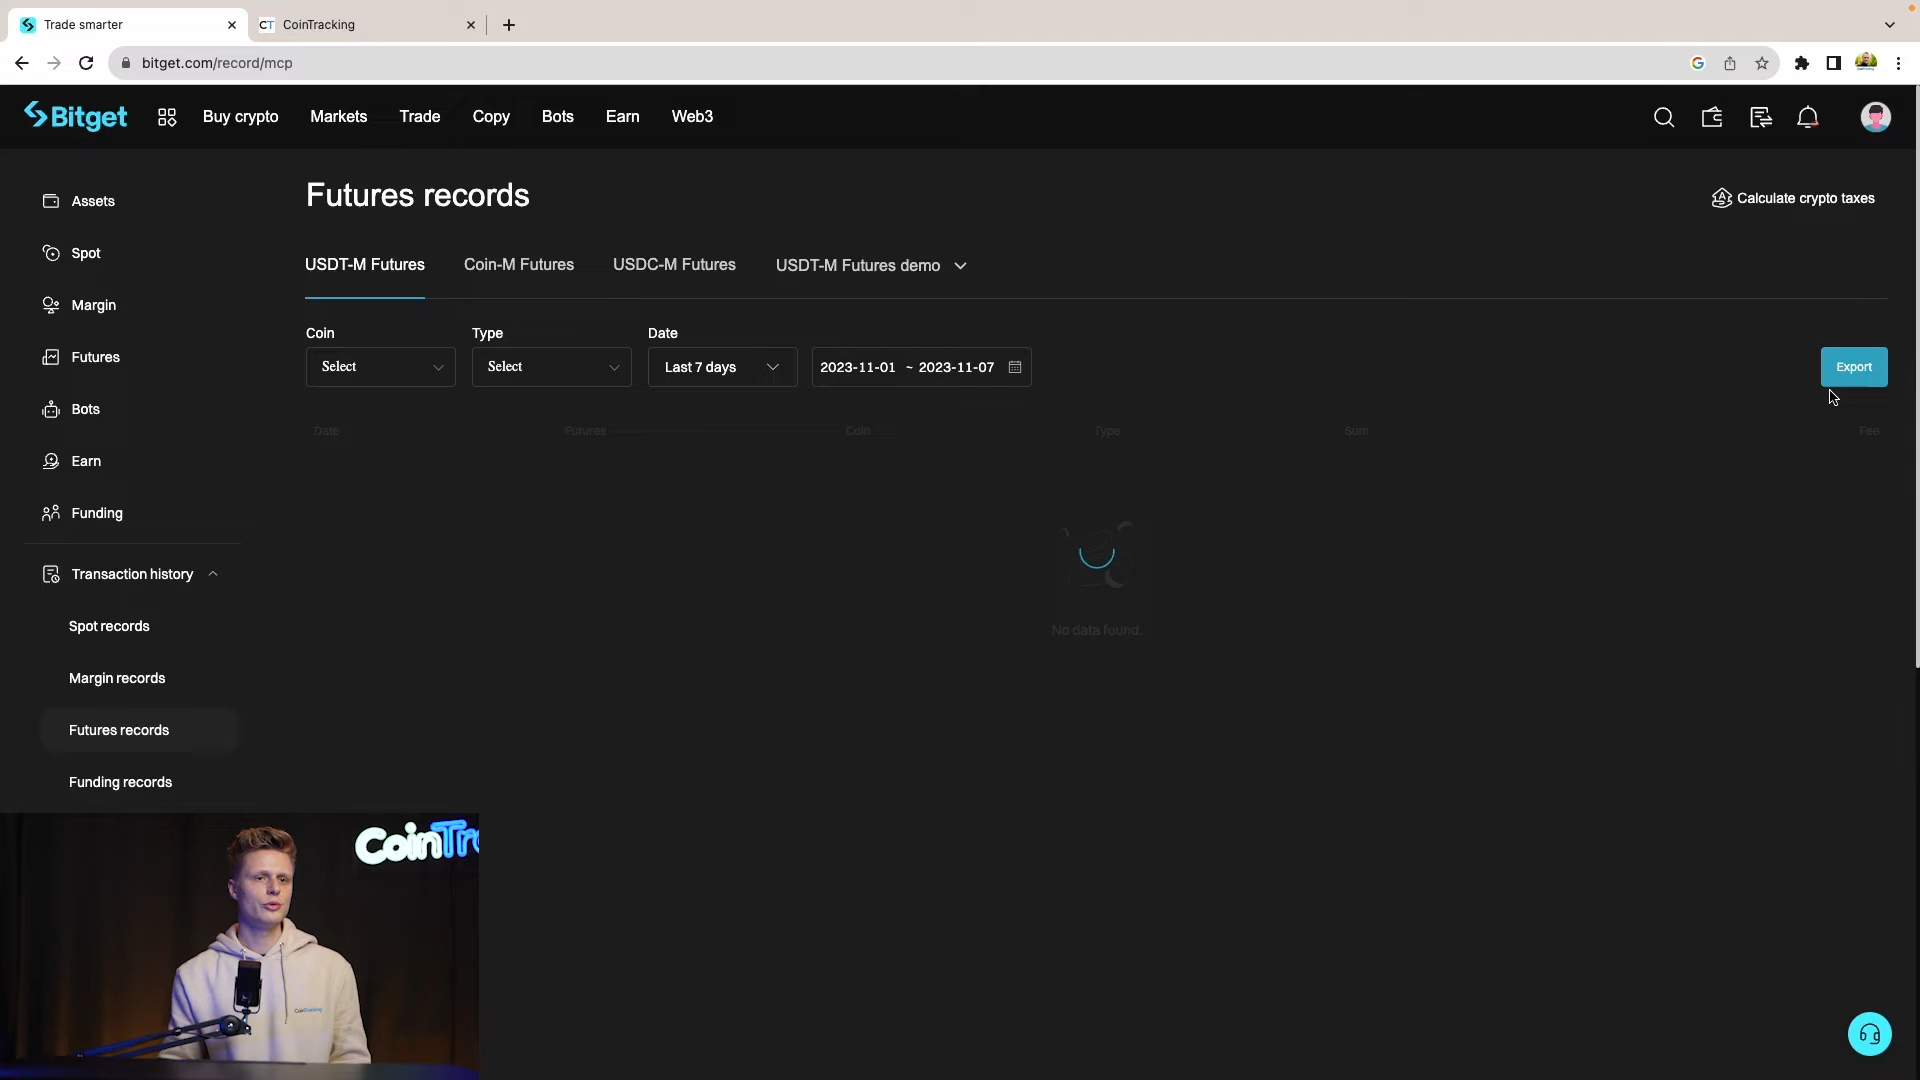 Trade smarter
CT CoinTracking
bitget.com/record/mcp
Bitget
Buy crypto
Markets
Trade
Copy
Bots
Earn
Web3
Assets
Spot
Margin
Futures
Bots
Earn
Funding
Transaction history
Spot records
Margin records
Futures records
Funding records
Futures records
Calculate crypto taxes
USDT-M Futures
Coin-M Futures
USDC-M Futures
USDT-M Futures demo
Coin
Type
Date
Select
Select
Last 7 days
2023-11-01 ~ 2023-11-07
Export
Date
Futures
Coin
Type
Sum
Fee
No data found.
CoinTr
CoinTracking